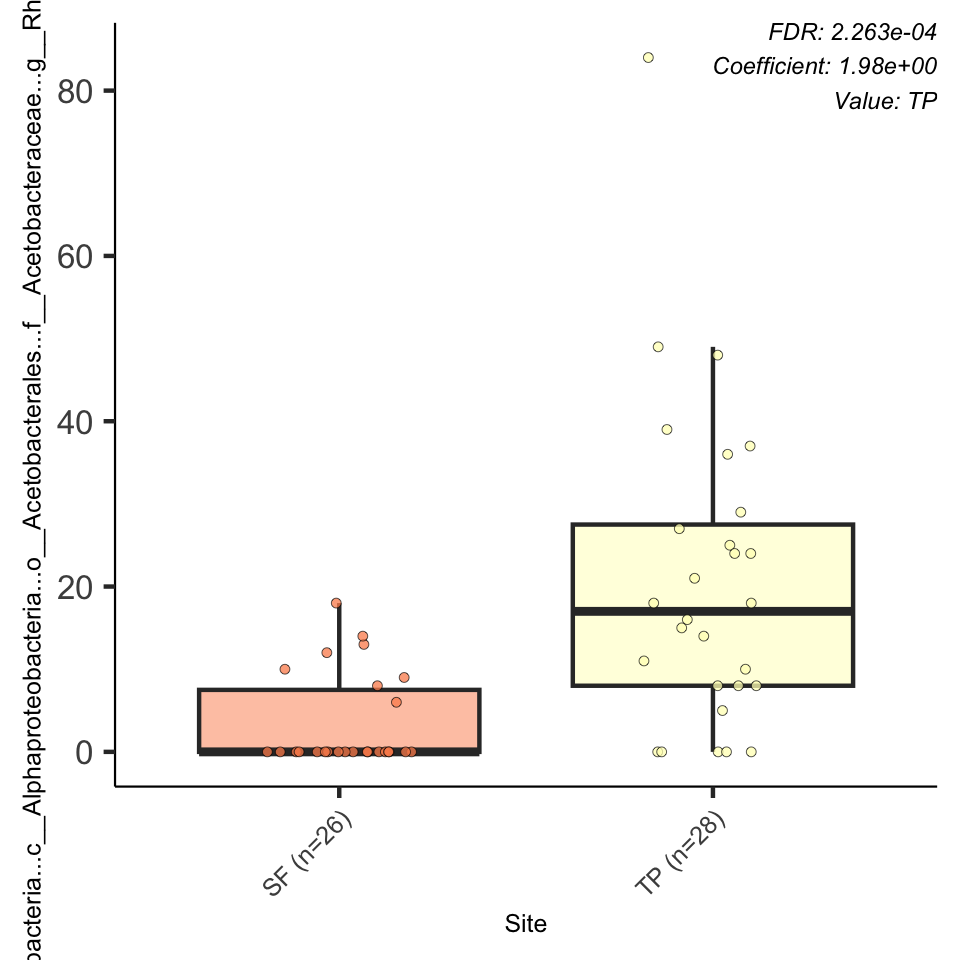 FDR: 2.263e-04
Coefficient: 1.98e+00
Value: TP
bacteria...c__Alphaproteobacteria...o__Acetobacterales...f__Acetobacteraceae...g__Rh
80
60
40
20
0
SF (n=26)
TP (n=28)
Site